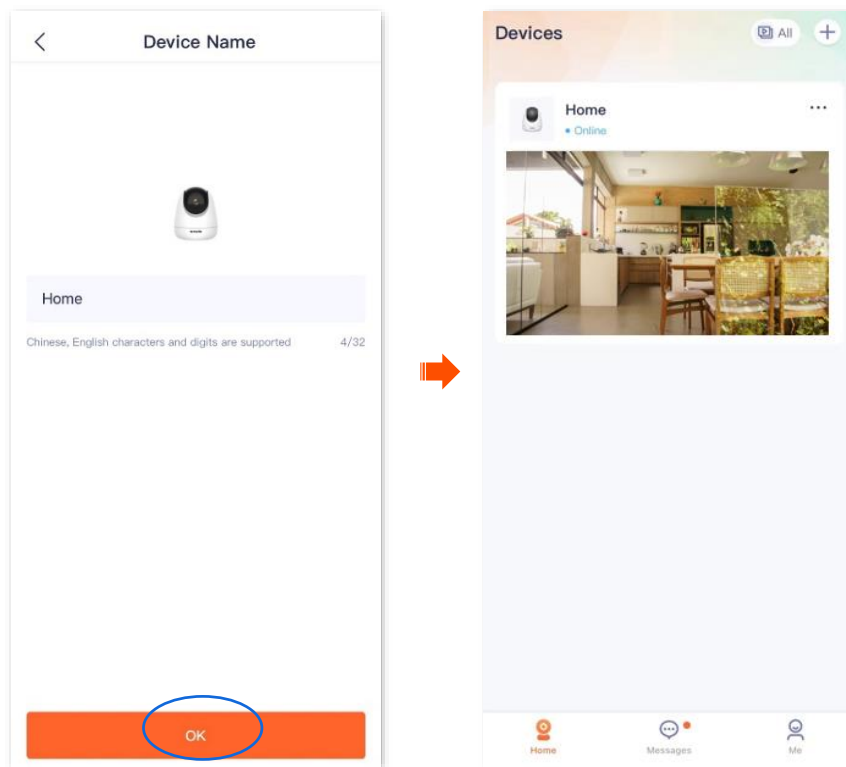 Device Name
Home
Chinese, English characters and digits are supported 4/32
OK
Devices
All
Home
Online
Home Messages Me